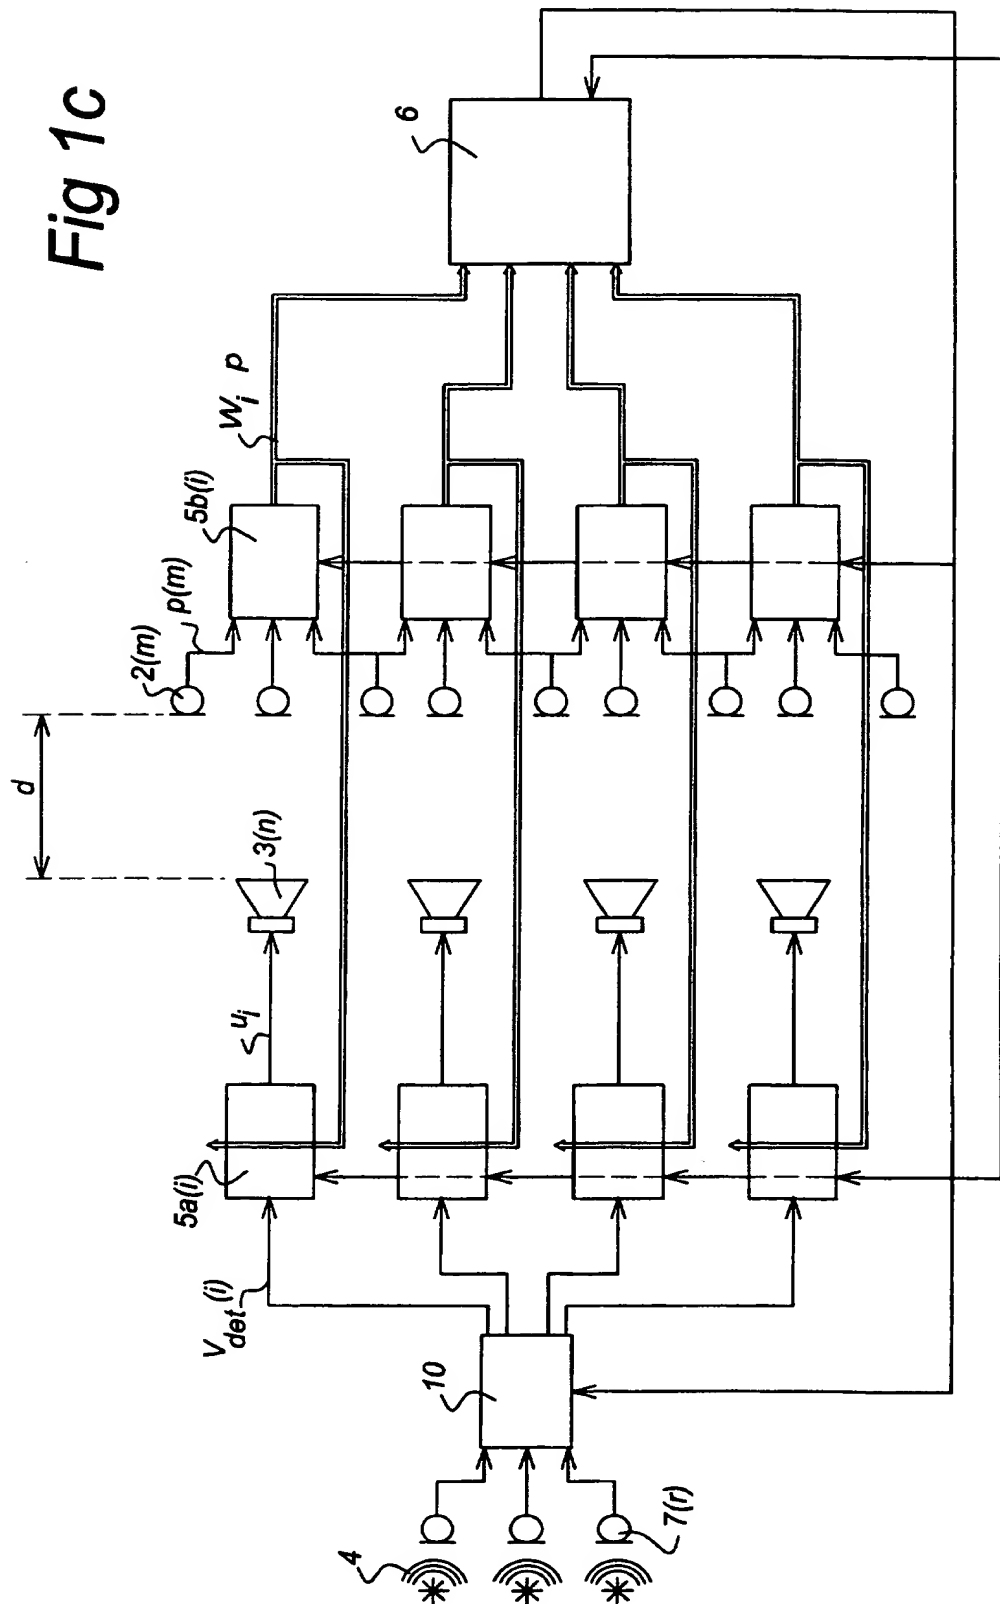 Fig 1c
d
2(m)
p(m)
5b(i)
W_i p
6
3(n)
u_i
5a(i)
V_det(i)
10
4
7(r)